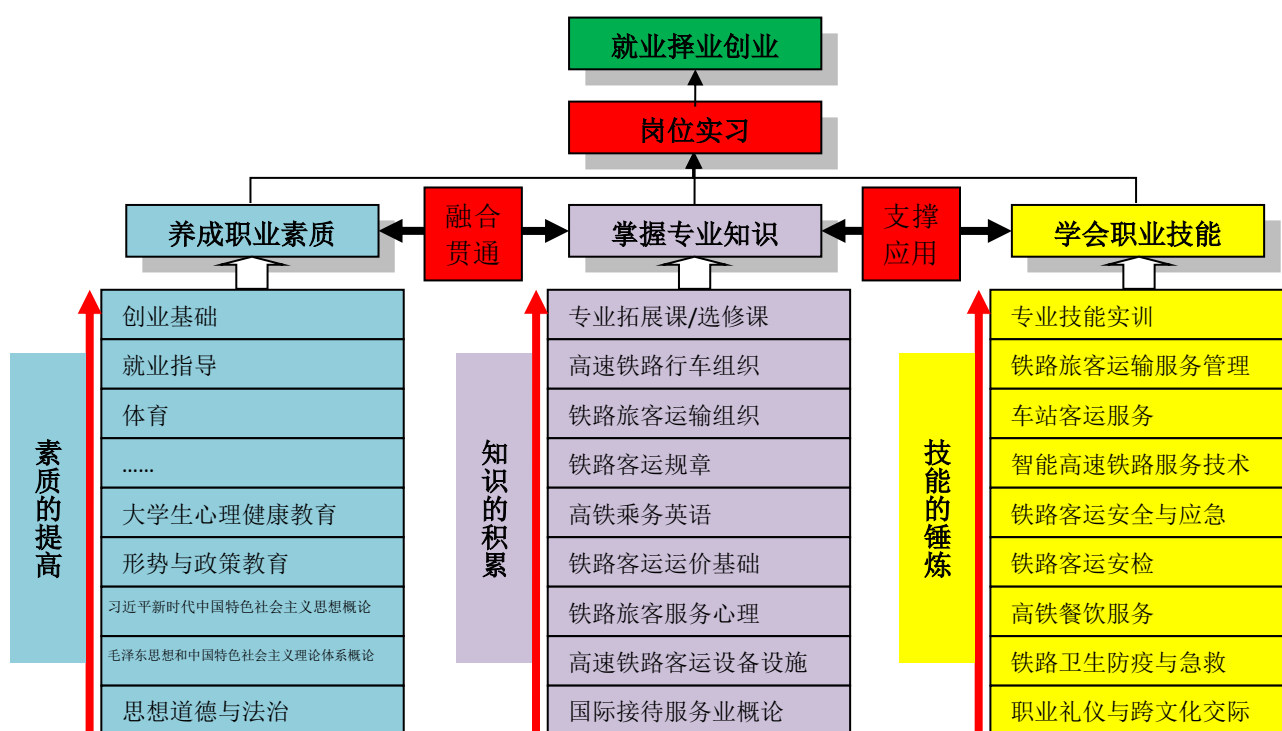 就业择业创业
岗位实习
养成职业素质
融合
贯通
掌握专业知识
支撑
应用
学会职业技能
素质的提高
创业基础
就业指导
体育
......
大学生心理健康教育
形势与政策教育
习近平新时代中国特色社会主义思想概论
毛泽东思想和中国特色社会主义理论体系概论
思想道德与法治
知识的积累
专业拓展课/选修课
高速铁路行车组织
铁路旅客运输组织
铁路客运规章
高铁乘务英语
铁路客运运价基础
铁路旅客服务心理
高速铁路客运设备设施
国际接待服务业概论
技能的锤炼
专业技能实训
铁路旅客运输服务管理
车站客运服务
智能高速铁路服务技术
铁路客运安全与应急
铁路客运安检
高铁餐饮服务
铁路卫生防疫与急救
职业礼仪与跨文化交际